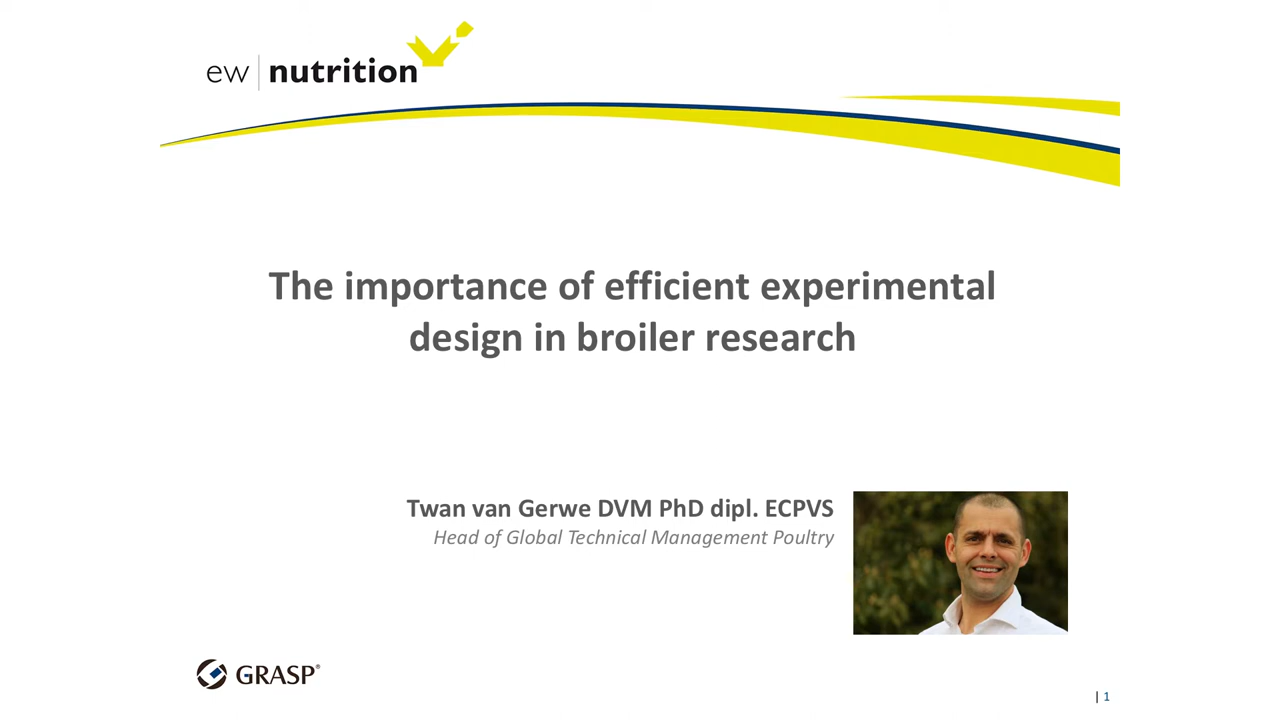 ew | nutrition
The importance of efficient experimental
design in broiler research
Twan van Gerwe DVM PhD dipl. ECPVS
Head of Global Technical Management Poultry
GRASP®
| 1